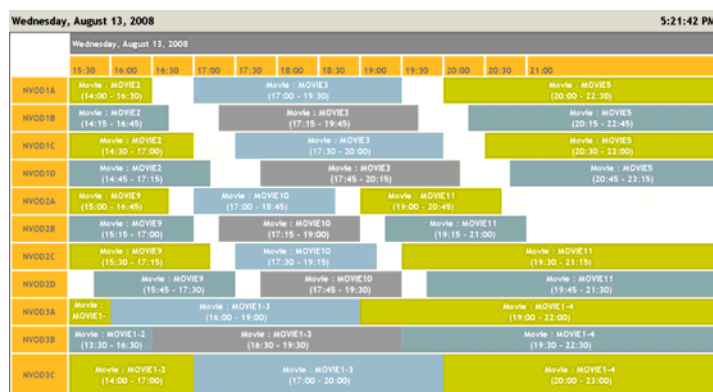 Wednesday, August 13, 2008 5:21:42 PM
Wednesday, August 13, 2008
15:30 16:00 16:30 17:00 17:30 18:00 18:30 19:00 19:30 20:00 20:30 21:00
NVOD1A
Movie : MOVIE2
(14:00 - 16:30)
Movie : MOVIE3
(17:00 - 19:30)
Movie : MOVIE5
(20:00 - 22:30)
NVOD1B
Movie : MOVIE2
(14:15 - 16:45)
Movie : MOVIE3
(17:15 - 19:45)
Movie : MOVIE5
(20:15 - 22:45)
NVOD1C
Movie : MOVIE2
(14:30 - 17:00)
Movie : MOVIE3
(17:30 - 20:00)
Movie : MOVIE5
(20:30 - 23:00)
NVOD1D
Movie : MOVIE2
(14:45 - 17:15)
Movie : MOVIE3
(17:45 - 20:15)
Movie : MOVIE5
(20:45 - 23:15)
NVOD2A
Movie : MOVIE9
(15:00 - 16:45)
Movie : MOVIE10
(17:00 - 18:45)
Movie : MOVIE11
(19:00 - 20:45)
NVOD2B
Movie : MOVIE9
(15:15 - 17:00)
Movie : MOVIE10
(17:15 - 19:00)
Movie : MOVIE11
(19:15 - 21:00)
NVOD2C
Movie : MOVIE9
(15:30 - 17:15)
Movie : MOVIE10
(17:30 - 19:15)
Movie : MOVIE11
(19:30 - 21:15)
NVOD2D
Movie : MOVIE9
(15:45 - 17:30)
Movie : MOVIE10
(17:45 - 19:30)
Movie : MOVIE11
(19:45 - 21:30)
NVOD3A
Movie :
MOVIE1-
Movie : MOVIE1-3
(16:00 - 19:00)
Movie : MOVIE1-4
(19:00 - 22:00)
NVOD3B
Movie : MOVIE1-2
(13:30 - 16:30)
Movie : MOVIE1-3
(16:30 - 19:30)
Movie : MOVIE1-4
(19:30 - 22:30)
NVOD3C
Movie : MOVIE1-2
(14:00 - 17:00)
Movie : MOVIE1-3
(17:00 - 20:00)
Movie : MOVIE1-4
(20:00 - 23:00)